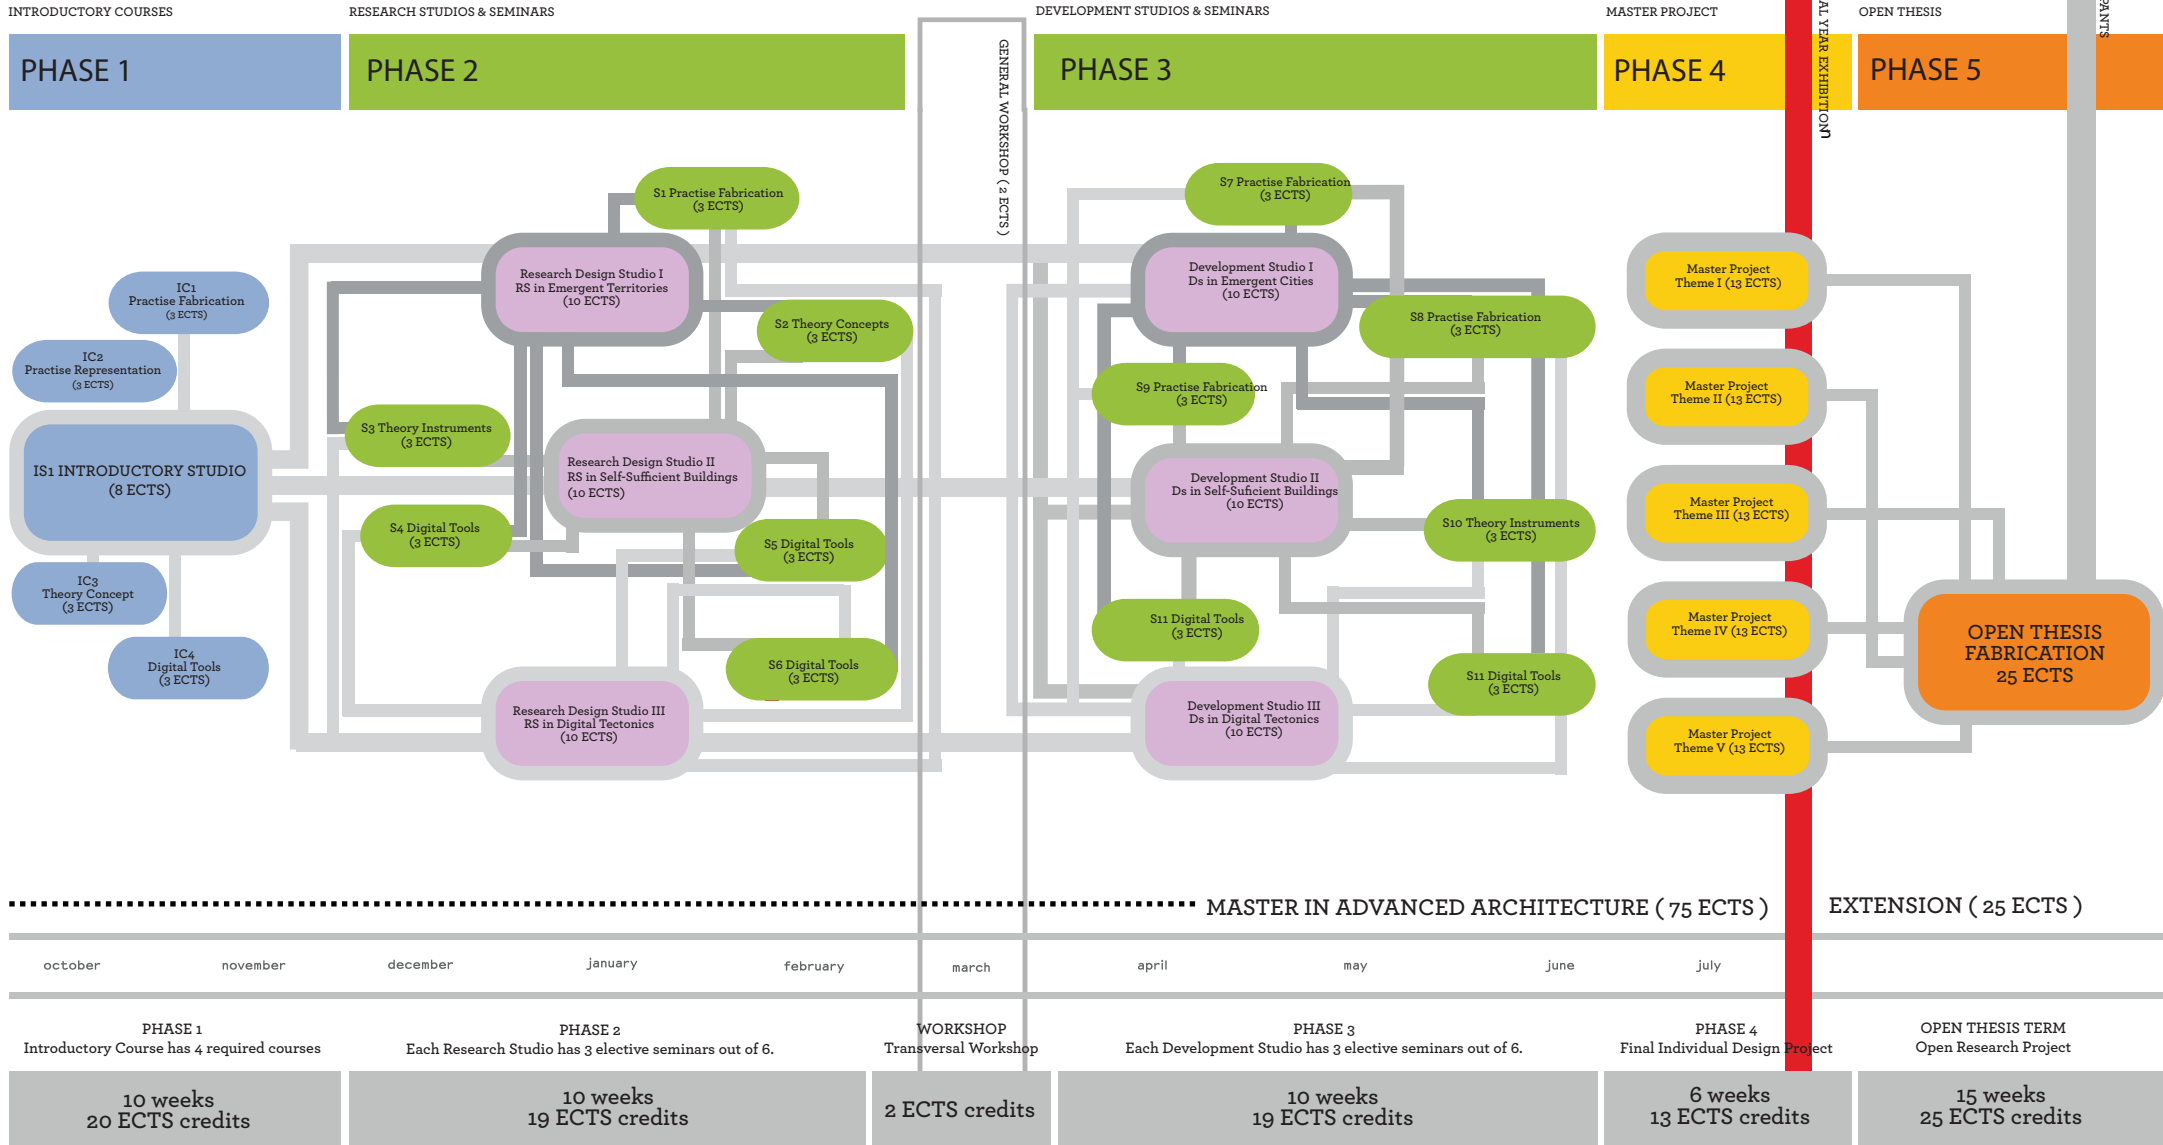 INTRODUCTORY COURSES
RESEARCH STUDIOS & SEMINARS
DEVELOPMENT STUDIOS & SEMINARS
MASTER PROJECT
OPEN THESIS
PHASE 1
PHASE 2
GENERAL WORKSHOP ( 2 ECTS )
PHASE 3
PHASE 4
AL YEAR EXHIBITION
PHASE 5
PANTS
IC1
Practise Fabrication
(3 ECTS)
IC2
Practise Representation
(3 ECTS)
IS1 INTRODUCTORY STUDIO
(8 ECTS)
IC3
Theory Concept
(3 ECTS)
IC4
Digital Tools
(3 ECTS)
S1 Practise Fabrication
(3 ECTS)
Research Design Studio I
RS in Emergent Territories
(10 ECTS)
S2 Theory Concepts
(3 ECTS)
S3 Theory Instruments
(3 ECTS)
Research Design Studio II
RS in Self-Sufficient Buildings
(10 ECTS)
S4 Digital Tools
(3 ECTS)
S5 Digital Tools
(3 ECTS)
S6 Digital Tools
(3 ECTS)
Research Design Studio III
RS in Digital Tectonics
(10 ECTS)
S7 Practise Fabrication
(3 ECTS)
Development Studio I
Ds in Emergent Cities
(10 ECTS)
S8 Practise Fabrication
(3 ECTS)
S9 Practise Fabrication
(3 ECTS)
Development Studio II
Ds in Self-Suficient Buildings
(10 ECTS)
S10 Theory Instruments
(3 ECTS)
S11 Digital Tools
(3 ECTS)
S11 Digital Tools
(3 ECTS)
Development Studio III
Ds in Digital Tectonics
(10 ECTS)
Master Project
Theme I (13 ECTS)
Master Project
Theme II (13 ECTS)
Master Project
Theme III (13 ECTS)
Master Project
Theme IV (13 ECTS)
Master Project
Theme V (13 ECTS)
OPEN THESIS
FABRICATION
25 ECTS
MASTER IN ADVANCED ARCHITECTURE ( 75 ECTS )
EXTENSION ( 25 ECTS )
october november december january february march april may june july
PHASE 1
Introductory Course has 4 required courses
PHASE 2
Each Research Studio has 3 elective seminars out of 6.
WORKSHOP
Transversal Workshop
PHASE 3
Each Development Studio has 3 elective seminars out of 6.
PHASE 4
Final Individual Design Project
OPEN THESIS TERM
Open Research Project
10 weeks
20 ECTS credits
10 weeks
19 ECTS credits
2 ECTS credits
10 weeks
19 ECTS credits
6 weeks
13 ECTS credits
15 weeks
25 ECTS credits